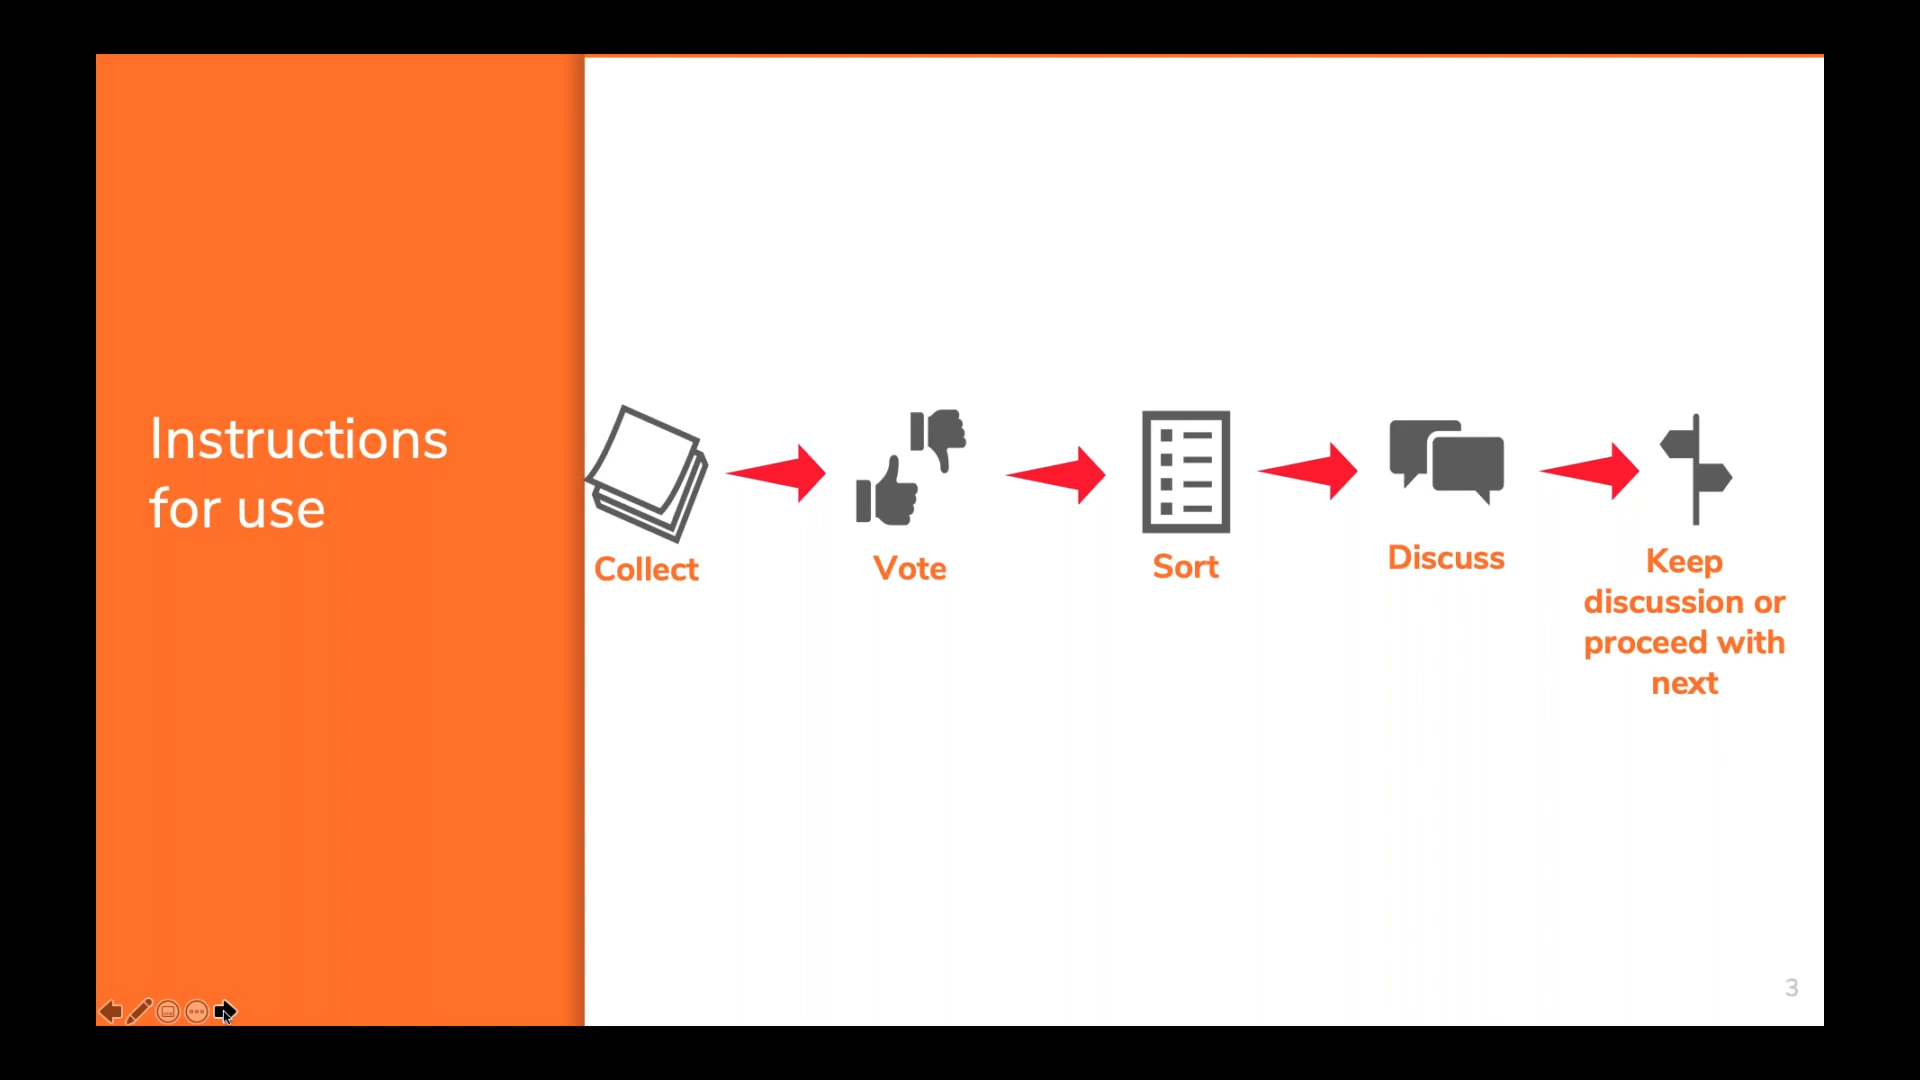 Instructions
for use
Collect
Vote
Sort
Discuss
Keep
discussion or
proceed with
next
3